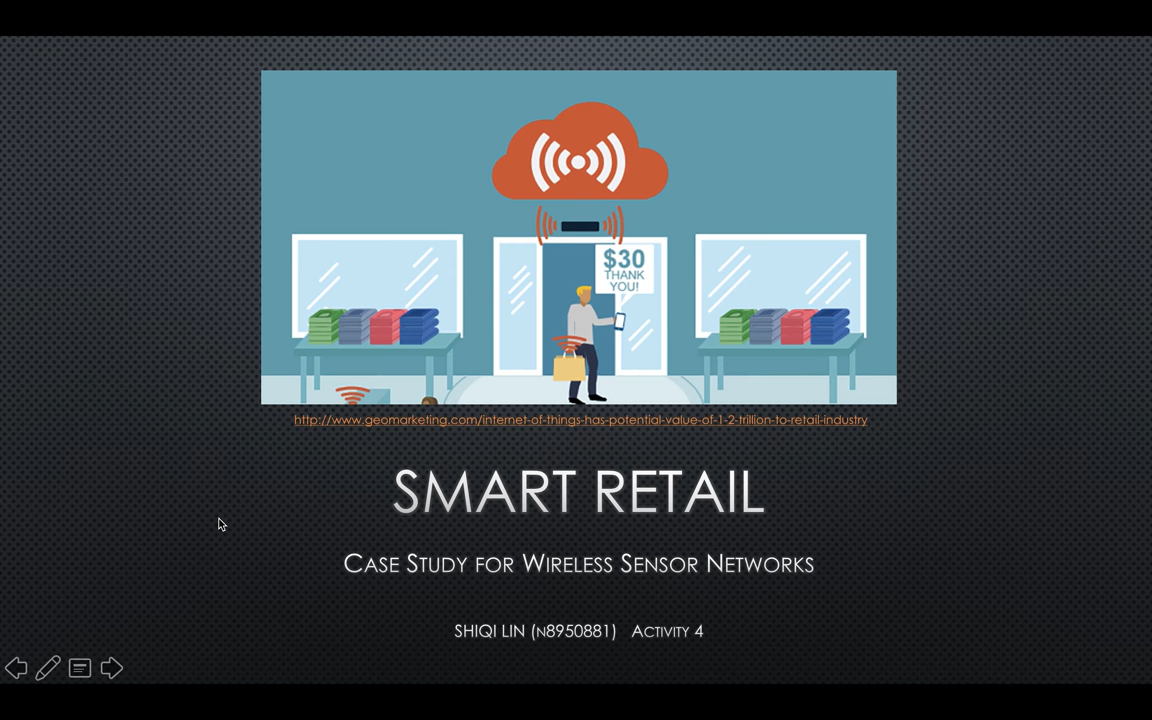 $30
THANK
YOU!
http://www.geomarketing.com/internet-of-things-has-potential-value-of-1-2-trillion-to-retail-industry
SMART RETAIL
CASE STUDY FOR WIRELESS SENSOR NETWORKS
SHIQI LIN (N8950881) ACTIVITY 4